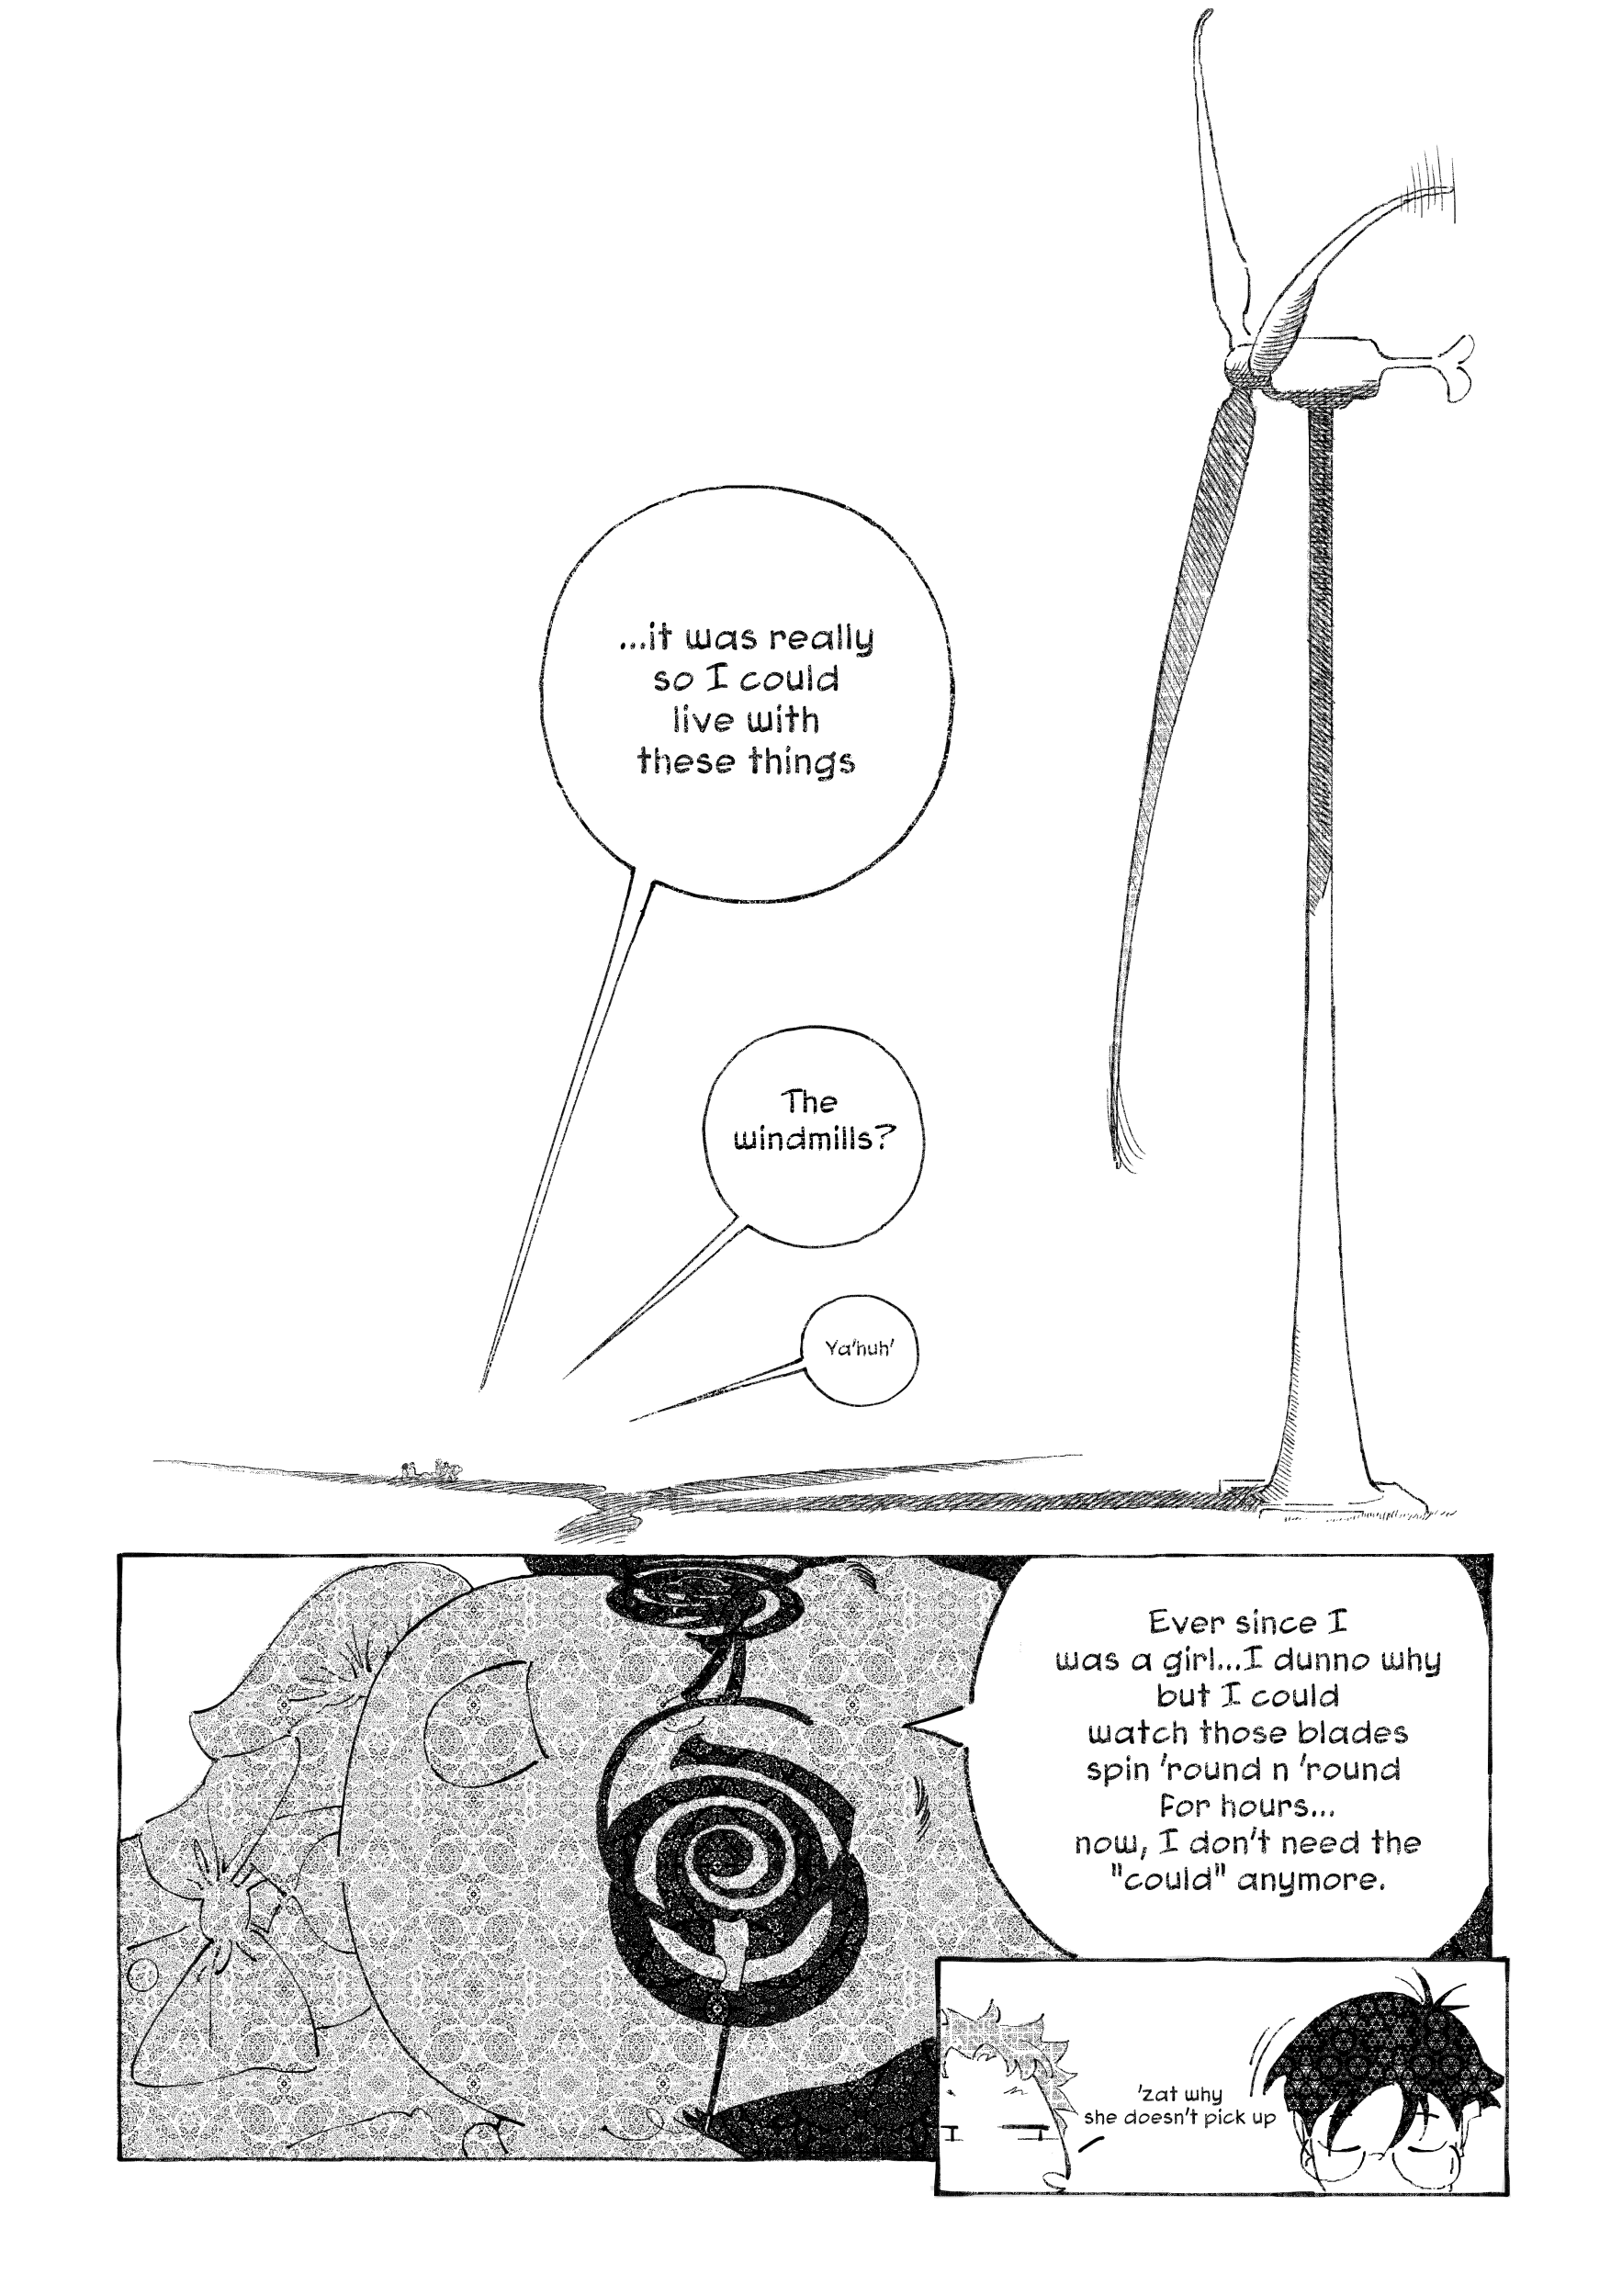 ...it was really
so I could
live with
these things
The
windmills?
Ya'huh'
Ever since I
was a girl...I dunno why
but I could
watch those blades
spin 'round n 'round
for hours...
now, I don't need the
"could" anymore.
'zat why
she doesn't pick up